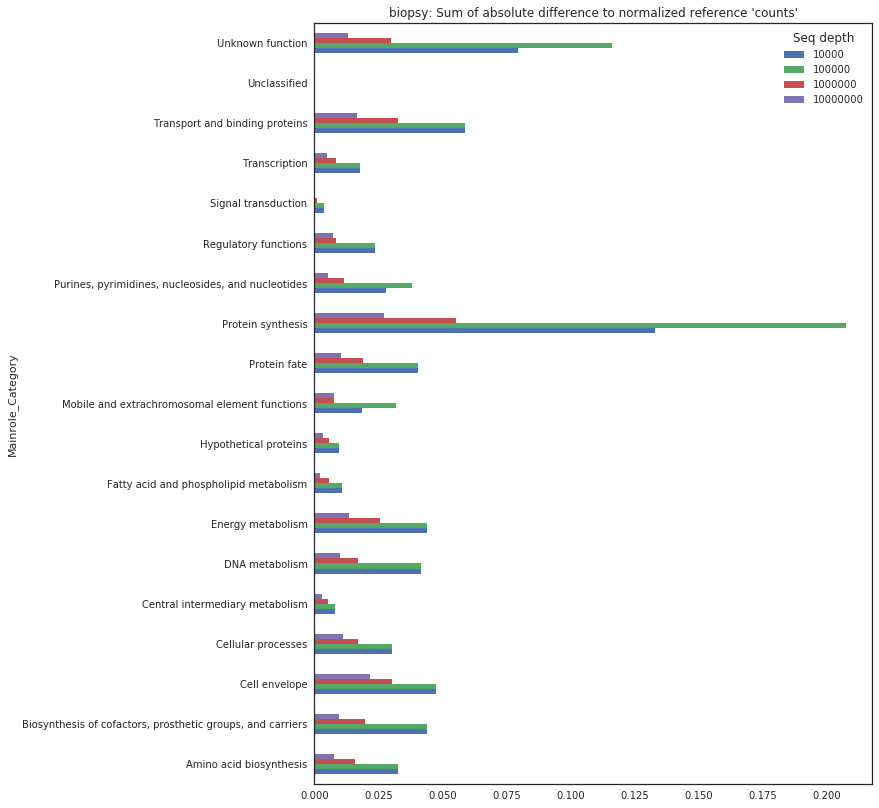 biopsy: Sum of absolute difference to normalized reference 'counts'
Seq depth
10000
100000
1000000
10000000
Mainrole_Category
Unknown function
Unclassified
Transport and binding proteins
Transcription
Signal transduction
Regulatory functions
Purines, pyrimidines, nucleosides, and nucleotides
Protein synthesis
Protein fate
Mobile and extrachromosomal element functions
Hypothetical proteins
Fatty acid and phospholipid metabolism
Energy metabolism
DNA metabolism
Central intermediary metabolism
Cellular processes
Cell envelope
Biosynthesis of cofactors, prosthetic groups, and carriers
Amino acid biosynthesis
0.000 0.025 0.050 0.075 0.100 0.125 0.150 0.175 0.200